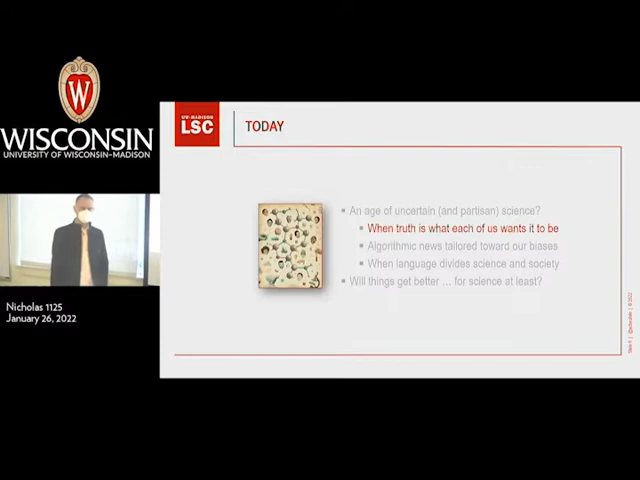 W
WISCONSIN
UNIVERSITY OF WISCONSIN–MADISON
Nicholas 1125
January 26, 2022
UW-MADISON
LSC
TODAY
An age of uncertain (and partisan) science?
When truth is what each of us wants it to be
Algorithmic news tailored toward our biases
When language divides science and society
Will things get better … for science at least?